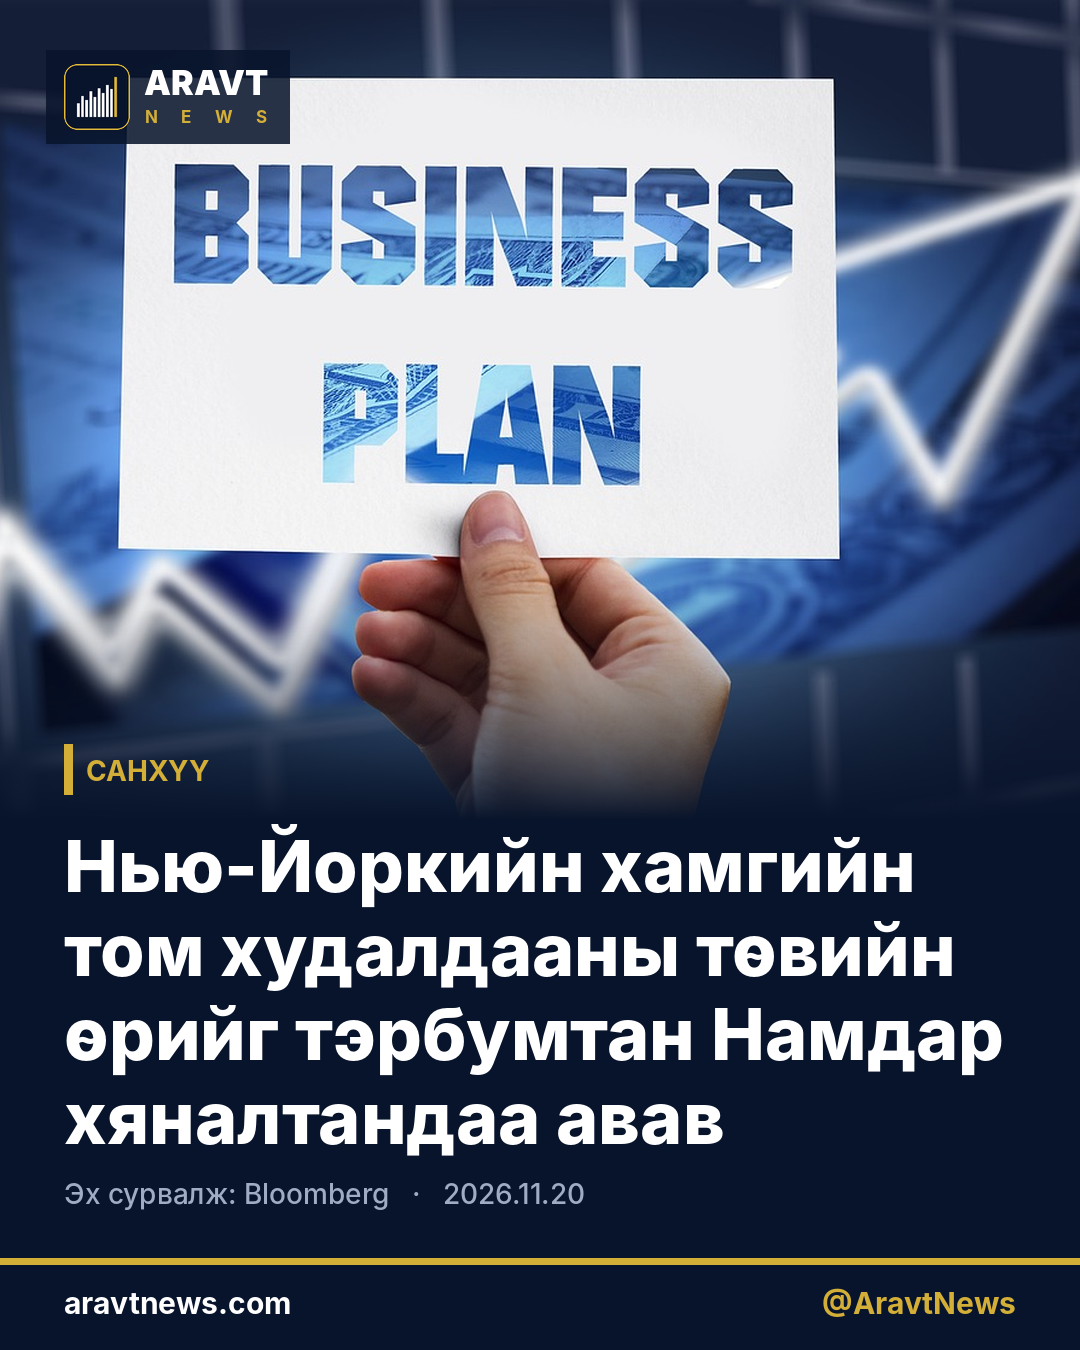 ARAVT
NEWS
BUSINESS
PLAN
САНХҮҮ
Нью-Йоркийн хамгийн
том худалдааны төвийн
өрийг тэрбумтан Намдар
хяналтандаа авав
Эх сурвалж: Bloomberg · 2026.11.20
aravtnews.com
@AravtNews